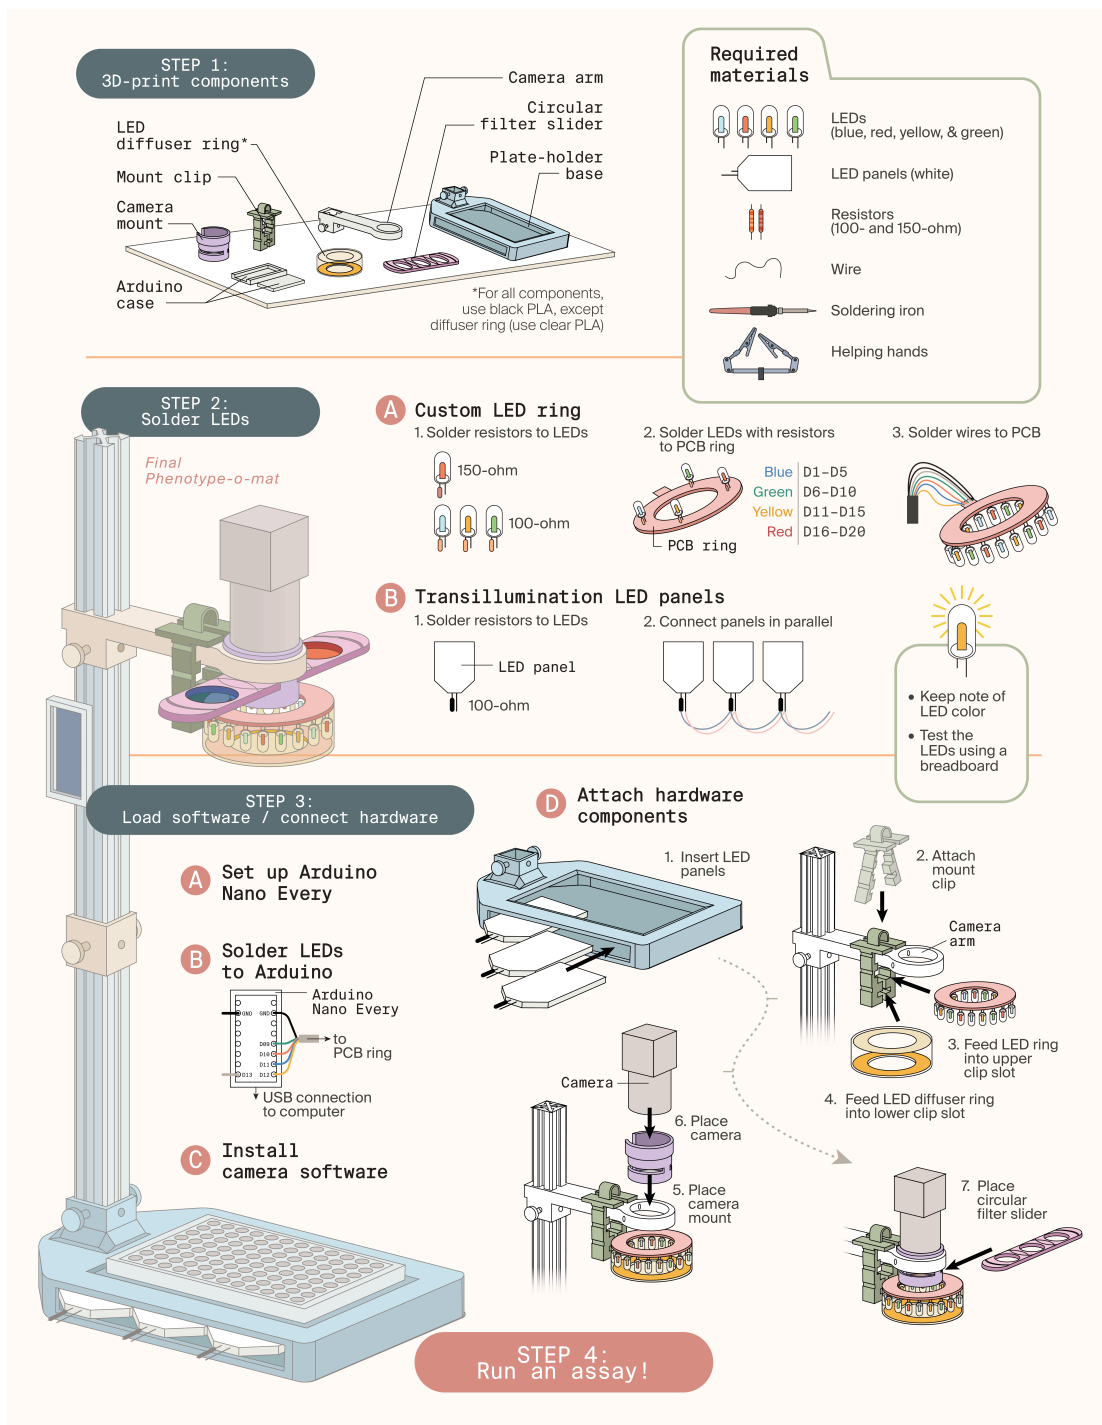 STEP 1:
3D-print components
Camera arm
Circular
filter slider
Plate-holder
base
LED
diffuser ring*
Mount clip
Camera
mount
Arduino
case
*For all components,
use black PLA, except
diffuser ring (use clear PLA)
Required
materials
LEDs
(blue, red, yellow, & green)
LED panels (white)
Resistors
(100- and 150-ohm)
Wire
Soldering iron
Helping hands
STEP 2:
Solder LEDs
Final
Phenotype-o-mat
A
Custom LED ring
1. Solder resistors to LEDs
150-ohm
100-ohm
2. Solder LEDs with resistors
to PCB ring
Blue D1–D5
Green D6–D10
Yellow D11–D15
Red D16–D20
PCB ring
3. Solder wires to PCB
B
Transillumination LED panels
1. Solder resistors to LEDs
LED panel
100-ohm
2. Connect panels in parallel
• Keep note of
LED color
• Test the
LEDs using a
breadboard
STEP 3:
Load software / connect hardware
A
Set up Arduino
Nano Every
B
Solder LEDs
to Arduino
Arduino
Nano Every
GND GND
D09
D10
D11
D13 D12
to
PCB ring
USB connection
to computer
C
Install
camera software
D
Attach hardware
components
1. Insert LED
panels
2. Attach
mount
clip
Camera
arm
3. Feed LED ring
into upper
clip slot
4. Feed LED diffuser ring
into lower clip slot
Camera
6. Place
camera
5. Place
camera
mount
7. Place
circular
filter slider
STEP 4:
Run an assay!